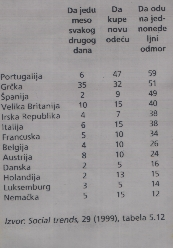 Da jedu Da Da odu
meso kupe na jed-
svakog novu nonede
drugog odeću ljni
dana odmor
Portugalija 6 47 59
Grčka 35 32 51
Španija 2 9 49
Velika Britanija 10 15 40
Irska Republika 4 7 38
Italija 6 15 38
Francuska 5 10 34
Belgija 4 10 26
Austrija 8 10 24
Danska 2 5 16
Holandija 2 13 15
Luksemburg 3 5 14
Nemačka 5 15 12
Izvor: Social trends, 29 (1999), tabela 5.12